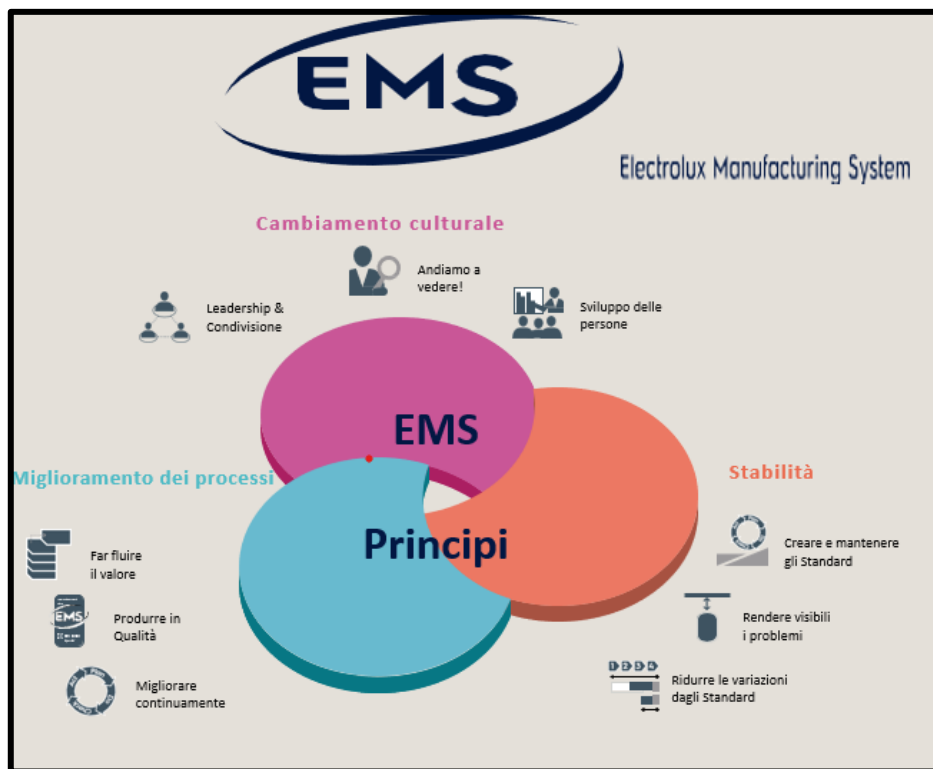 EMS
Electrolux Manufacturing System
Cambiamento culturale
Andiamo a
vedere!
Leadership &
Condivisione
Sviluppo delle
persone
EMS
Principi
Miglioramento dei processi
Far fluire
il valore
EMS
Produrre in
Qualità
Migliorare
continuamente
Stabilità
Creare e mantenere
gli Standard
Rendere visibili
i problemi
Ridurre le variazioni
dagli Standard